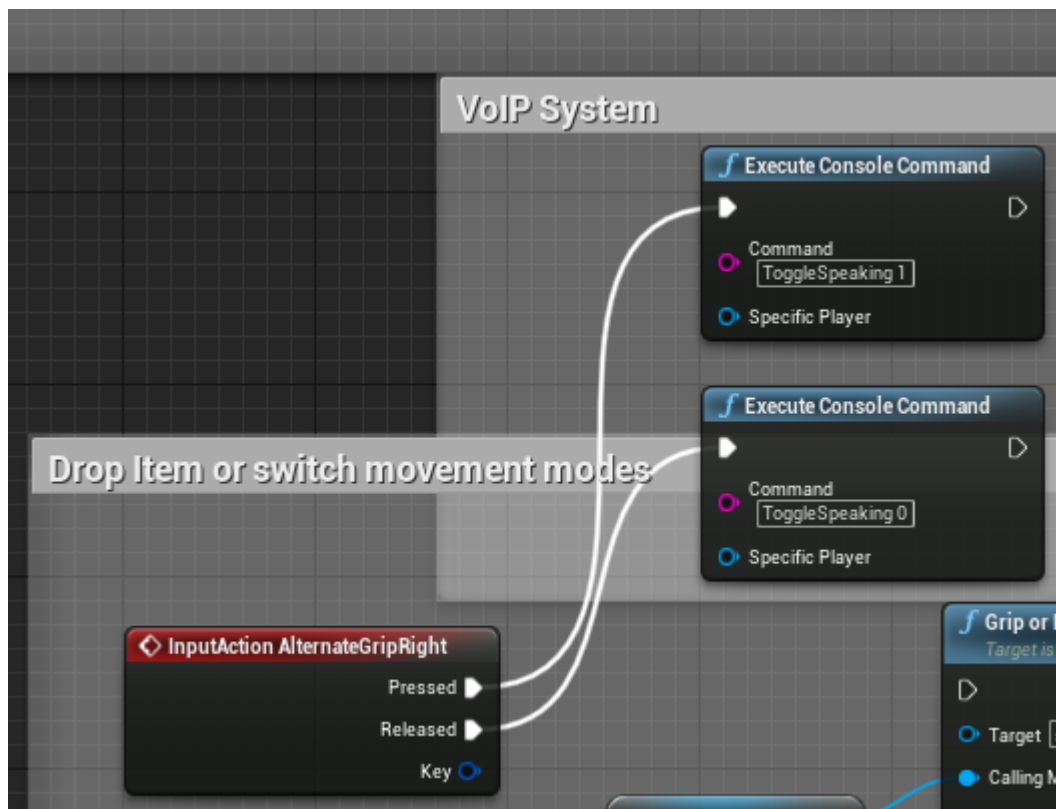 VoIP System
Execute Console Command
Command
ToggleSpeaking 1
Specific Player
Execute Console Command
Drop Item or switch movement modes
Command
ToggleSpeaking 0
Specific Player
InputAction AlternateGripRight
Pressed
Released
Key
Grip or
Target is
Target
Calling